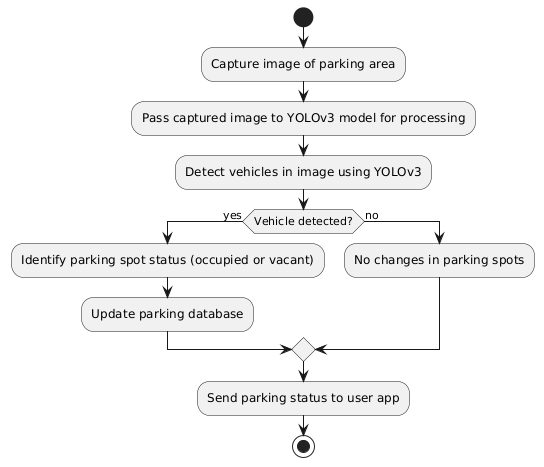 Capture image of parking area
Pass captured image to YOLOv3 model for processing
Detect vehicles in image using YOLOv3
Vehicle detected?
yes
no
Identify parking spot status (occupied or vacant)
No changes in parking spots
Update parking database
Send parking status to user app